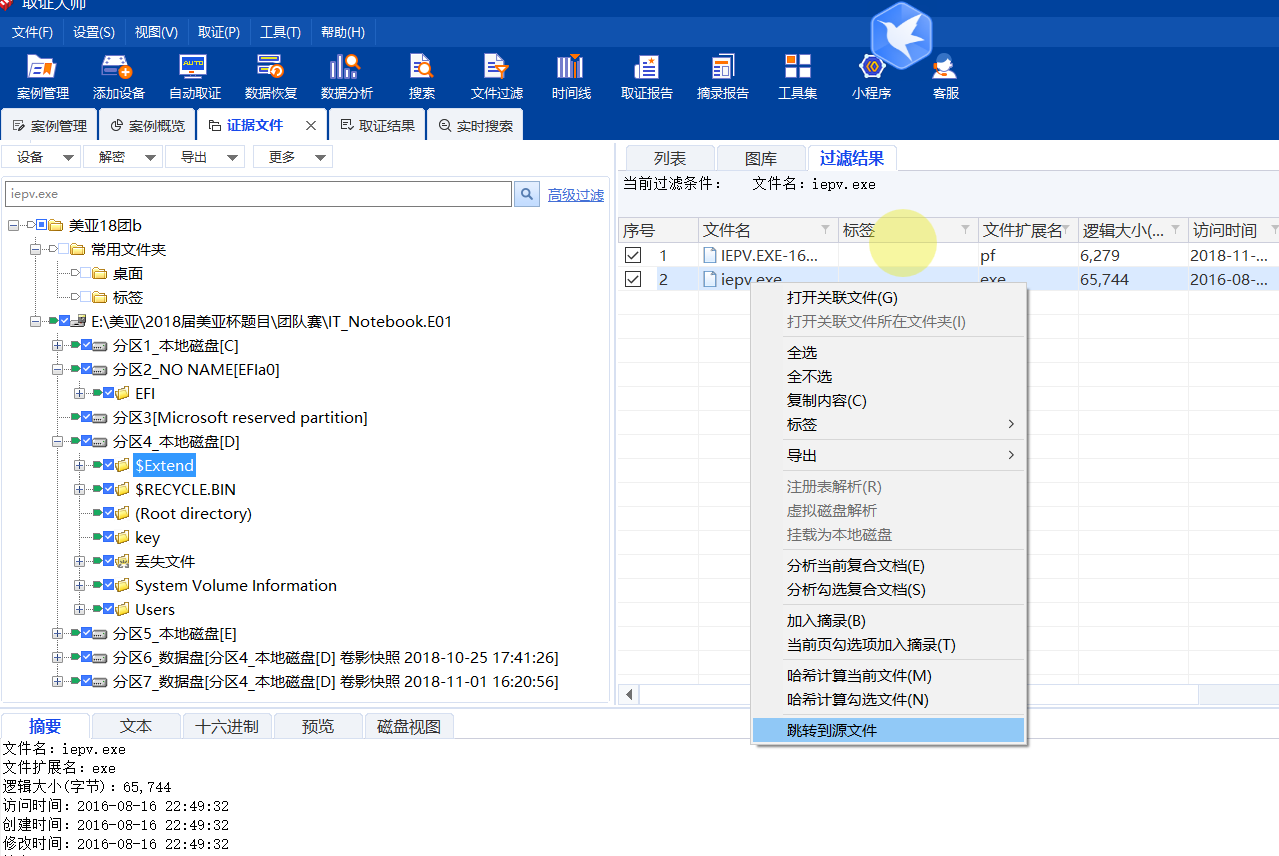 取证大师
文件(F) 设置(S) 视图(V) 取证(P) 工具(T) 帮助(H)
AUTO
案例管理 添加设备 自动取证 数据恢复 数据分析 搜索 文件过滤 时间线 取证报告 摘录报告 工具集 小程序 客服
案例管理 案例概览 证据文件 取证结果 实时搜索
设备 解密 导出 更多
iepv.exe 高级过滤
美亚18团b
常用文件夹
桌面
标签
E:\美亚\2018届美亚杯题目\团队赛\IT_Notebook.E01
分区1_本地磁盘[C]
分区2_NO NAME[EFIa0]
EFI
分区3[Microsoft reserved partition]
分区4_本地磁盘[D]
$Extend
$RECYCLE.BIN
(Root directory)
key
丢失文件
System Volume Information
Users
分区5_本地磁盘[E]
分区6_数据盘[分区4_本地磁盘[D] 卷影快照 2018-10-25 17:41:26]
分区7_数据盘[分区4_本地磁盘[D] 卷影快照 2018-11-01 16:20:56]
列表 图库 过滤结果
当前过滤条件： 文件名：iepv.exe
序号 文件名 标签 文件扩展名 逻辑大小(... 访问时间
1 IEPV.EXE-16... pf 6,279 2018-11-...
2 iepv.exe exe 65,744 2016-08-...
打开关联文件(G)
打开关联文件所在文件夹(I)
全选
全不选
复制内容(C)
标签
导出
注册表解析(R)
虚拟磁盘解析
挂载为本地磁盘
分析当前复合文档(E)
分析勾选复合文档(S)
加入摘录(B)
当前页勾选项加入摘录(T)
哈希计算当前文件(M)
哈希计算勾选文件(N)
跳转到源文件
摘要 文本 十六进制 预览 磁盘视图
文件名：iepv.exe
文件扩展名：exe
逻辑大小(字节)：65,744
访问时间：2016-08-16 22:49:32
创建时间：2016-08-16 22:49:32
修改时间：2016-08-16 22:49:32